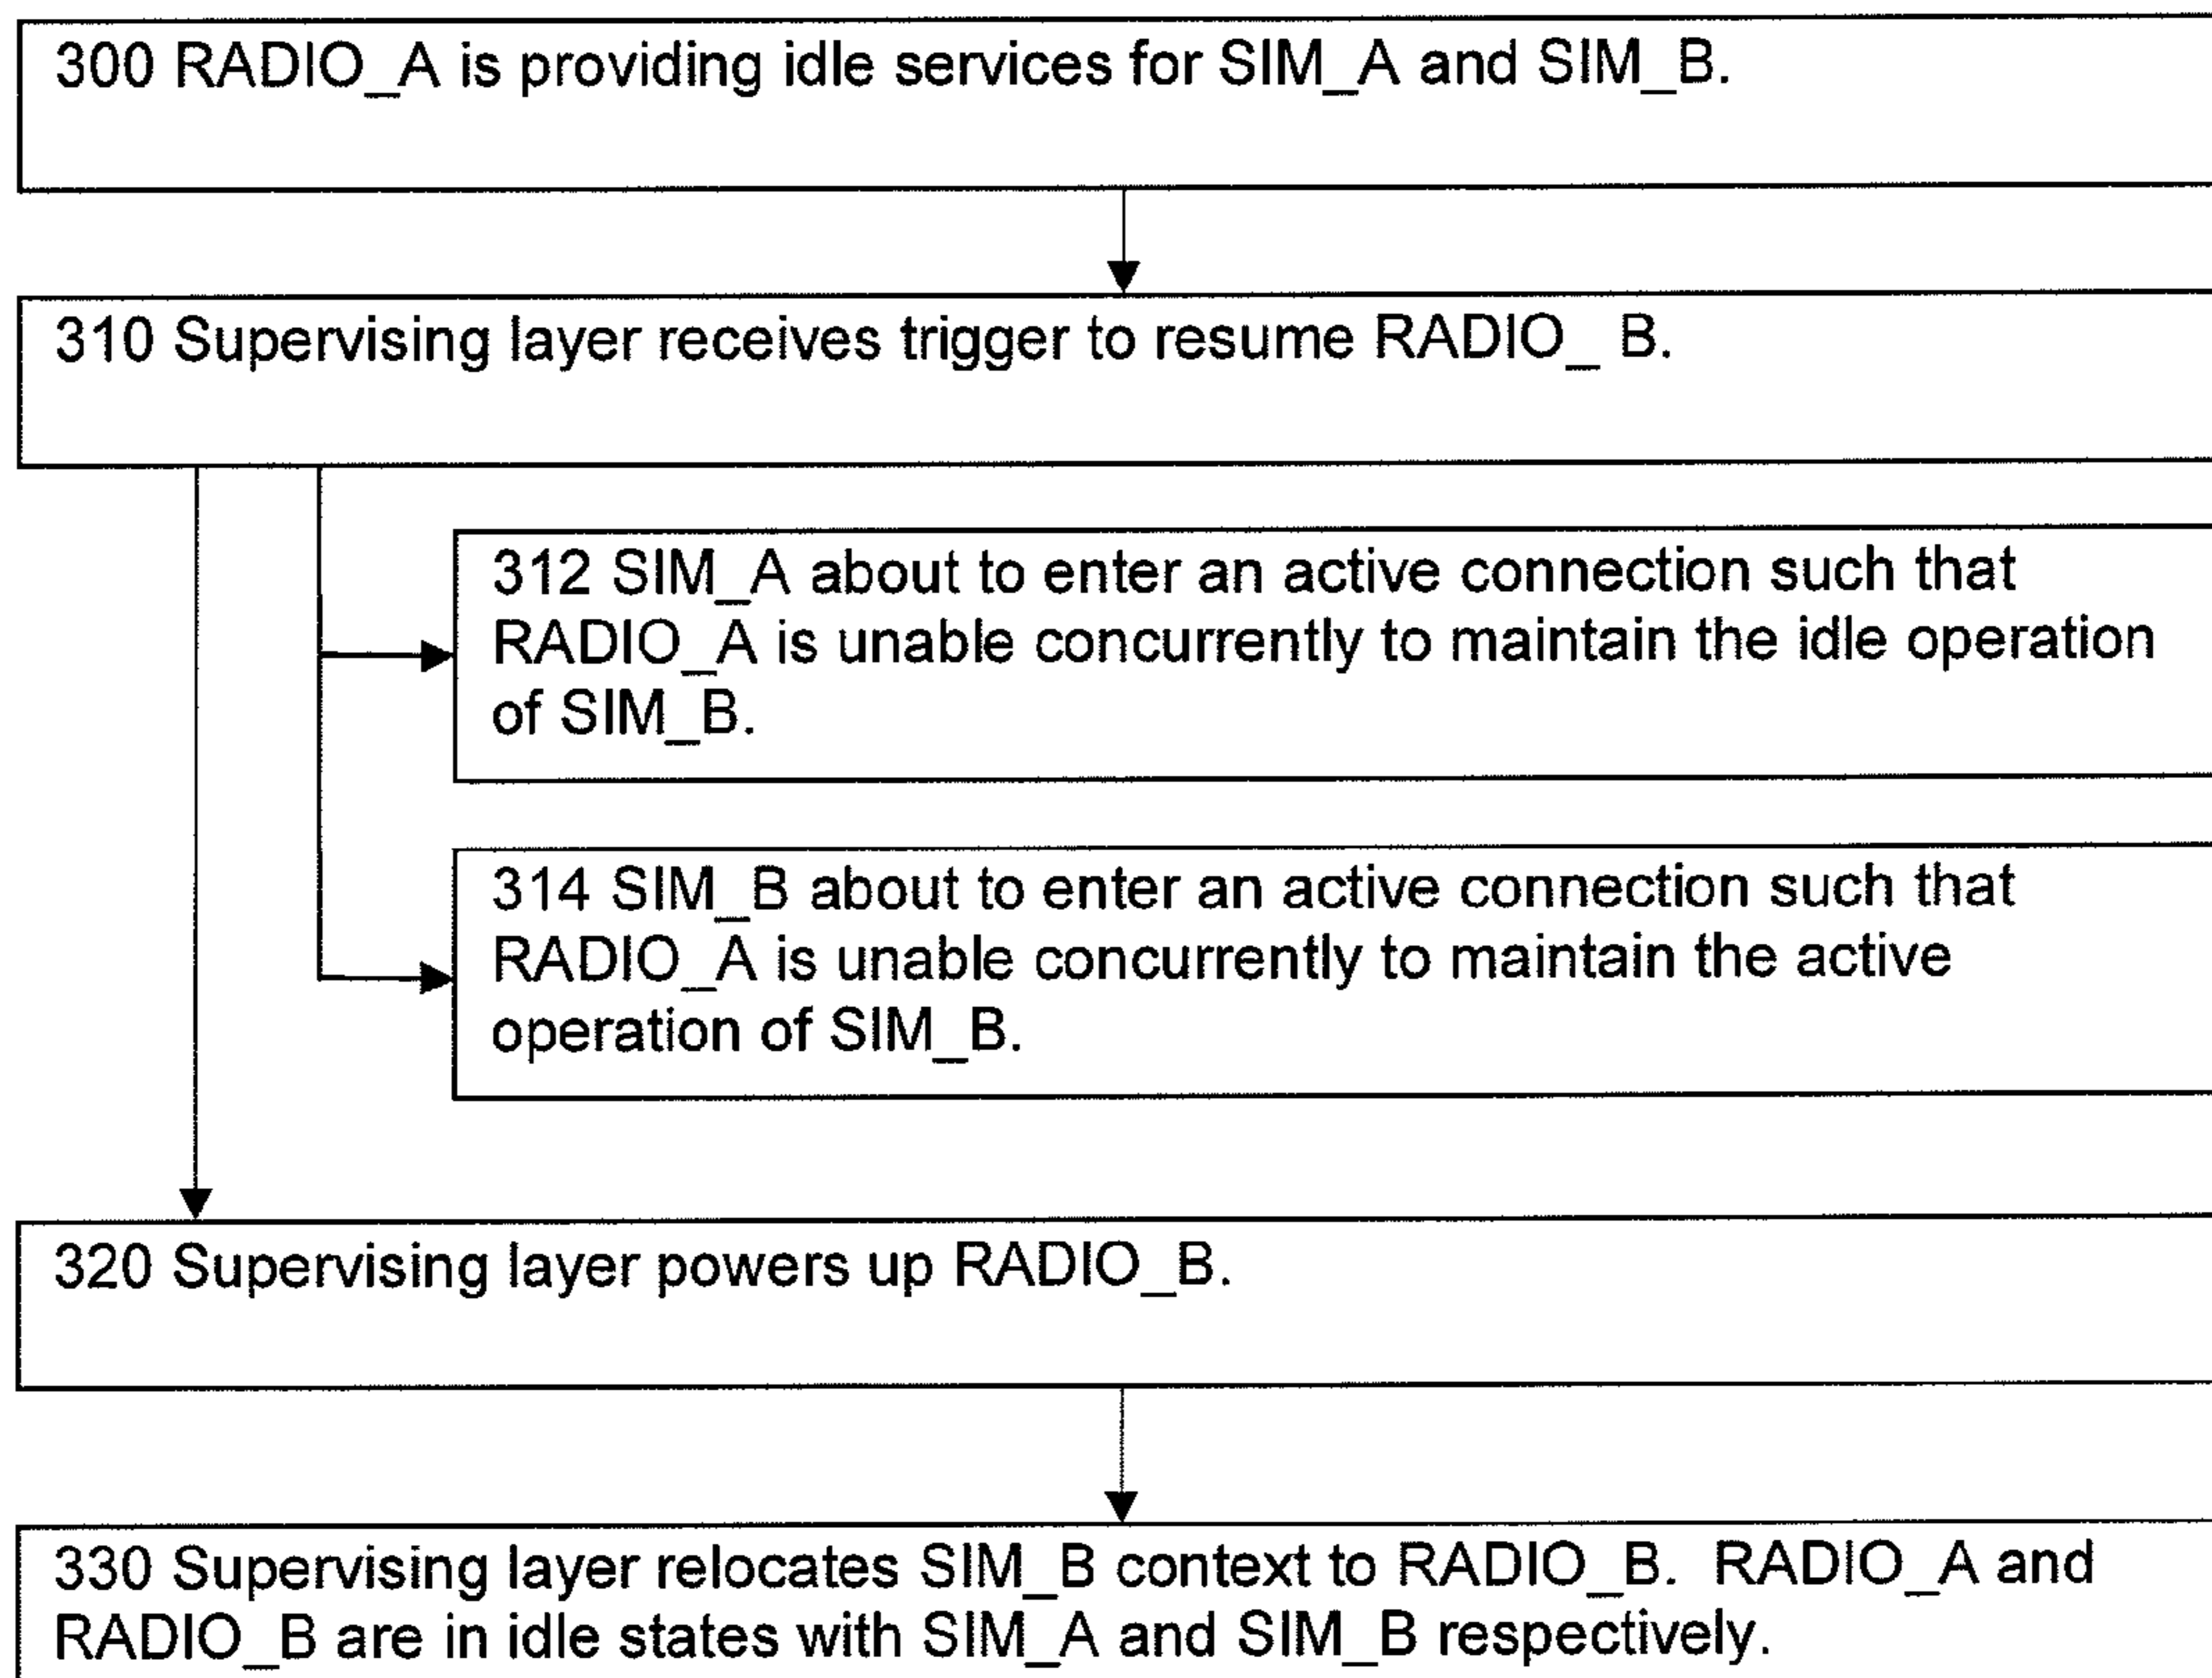 300 RADIO_A is providing idle services for SIM_A and SIM_B.
310 Supervising layer receives trigger to resume RADIO_ B.
312 SIM_A about to enter an active connection such that
RADIO_A is unable concurrently to maintain the idle operation
of SIM_B.
314 SIM_B about to enter an active connection such that
RADIO_A is unable concurrently to maintain the active
operation of SIM_B.
320 Supervising layer powers up RADIO_B.
330 Supervising layer relocates SIM_B context to RADIO_B. RADIO_A and
RADIO_B are in idle states with SIM_A and SIM_B respectively.